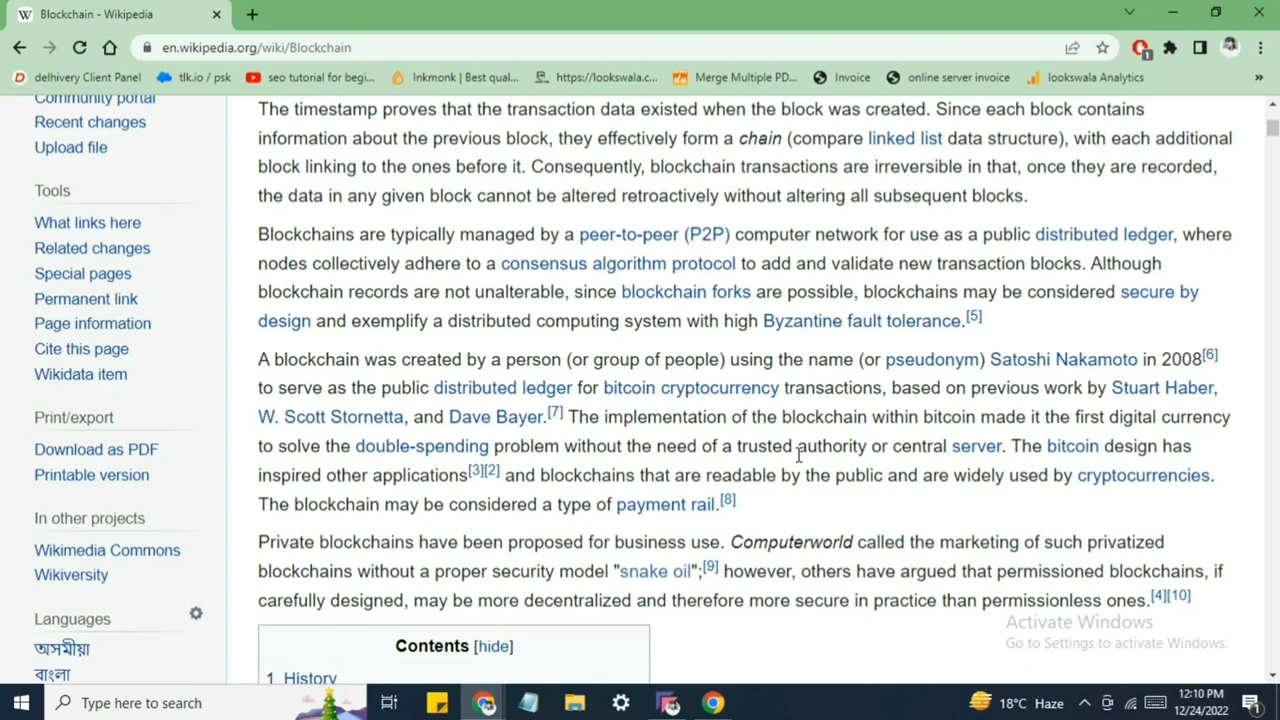 Blockchain - Wikipedia
en.wikipedia.org/wiki/Blockchain
1
delhivery Client Panel
tlk.io / psk
seo tutorial for begi...
Inkmonk | Best qual...
https://lookswala.c...
Merge Multiple PD...
Invoice
online server invoice
lookswala Analytics
»
Community portal
Recent changes
Upload file
Tools
What links here
Related changes
Special pages
Permanent link
Page information
Cite this page
Wikidata item
Print/export
Download as PDF
Printable version
In other projects
Wikimedia Commons
Wikiversity
Languages
অসমীয়া
বাংলা
The timestamp proves that the transaction data existed when the block was created. Since each block contains
information about the previous block, they effectively form a chain (compare linked list data structure), with each additional
block linking to the ones before it. Consequently, blockchain transactions are irreversible in that, once they are recorded,
the data in any given block cannot be altered retroactively without altering all subsequent blocks.
Blockchains are typically managed by a peer-to-peer (P2P) computer network for use as a public distributed ledger, where
nodes collectively adhere to a consensus algorithm protocol to add and validate new transaction blocks. Although
blockchain records are not unalterable, since blockchain forks are possible, blockchains may be considered secure by
design and exemplify a distributed computing system with high Byzantine fault tolerance.[5]
A blockchain was created by a person (or group of people) using the name (or pseudonym) Satoshi Nakamoto in 2008[6]
to serve as the public distributed ledger for bitcoin cryptocurrency transactions, based on previous work by Stuart Haber,
W. Scott Stornetta, and Dave Bayer.[7] The implementation of the blockchain within bitcoin made it the first digital currency
to solve the double-spending problem without the need of a trusted authority or central server. The bitcoin design has
inspired other applications[3][2] and blockchains that are readable by the public and are widely used by cryptocurrencies.
The blockchain may be considered a type of payment rail.[8]
Private blockchains have been proposed for business use. Computerworld called the marketing of such privatized
blockchains without a proper security model "snake oil";[9] however, others have argued that permissioned blockchains, if
carefully designed, may be more decentralized and therefore more secure in practice than permissionless ones.[4][10]
Contents [hide]
1 History
Activate Windows
Go to Settings to activate Windows.
Type here to search
18°C Haze
12:10 PM
12/24/2022
1